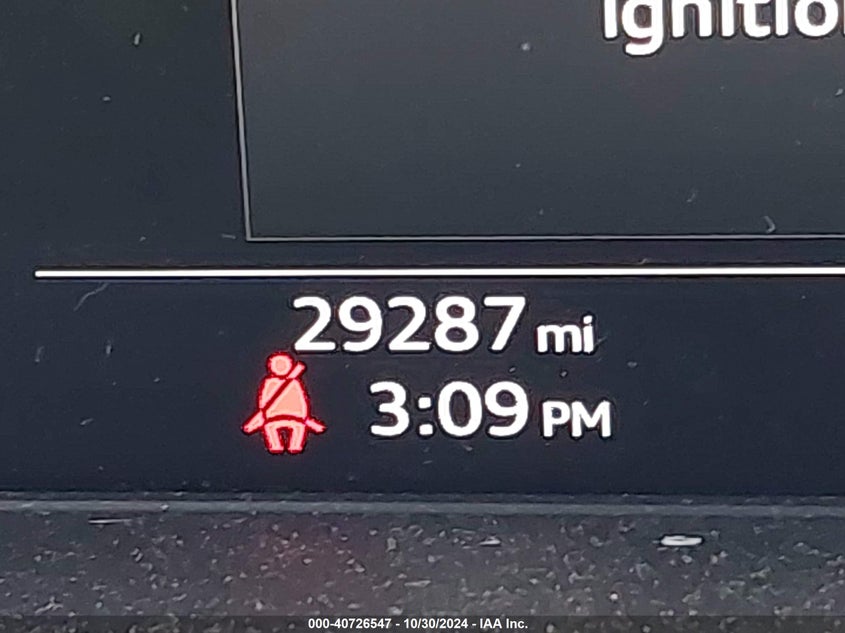 29287 mi
3:09 PM
000-40726547 - 10/30/2024 - IAA Inc.